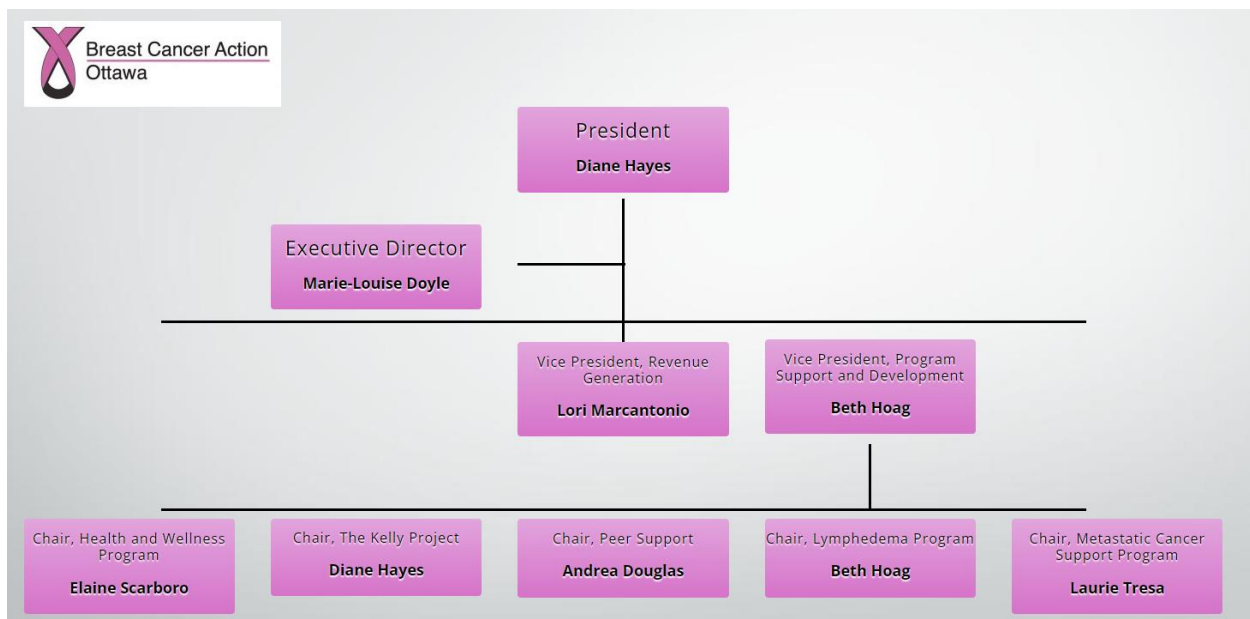 Breast Cancer Action
Ottawa
President
Diane Hayes
Executive Director
Marie-Louise Doyle
Vice President, Revenue
Generation
Lori Marcantonio
Vice President, Program
Support and Development
Beth Hoag
Chair, Health and Wellness
Program
Elaine Scarboro
Chair, The Kelly Project
Diane Hayes
Chair, Peer Support
Andrea Douglas
Chair, Lymphedema Program
Beth Hoag
Chair, Metastatic Cancer
Support Program
Laurie Tresa